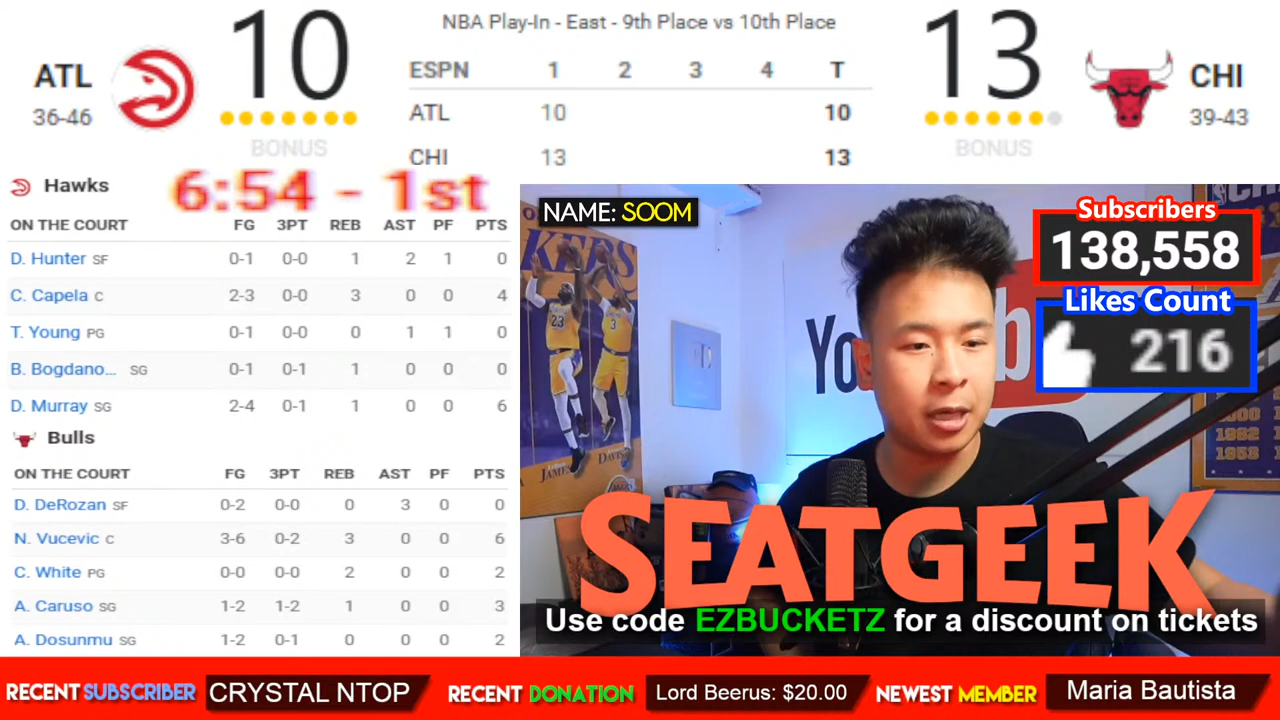 NBA Play-In - East - 9th Place vs 10th Place
ATL
36-46
10
BONUS
ESPN 1 2 3 4 T
ATL 10 10
CHI 13 13
13
BONUS
CHI
39-43
Hawks
6:54 - 1st
ON THE COURT FG 3PT REB AST PF PTS
D. Hunter SF 0-1 0-0 1 2 1 0
C. Capela C 2-3 0-0 3 0 0 4
T. Young PG 0-1 0-0 0 1 1 0
B. Bogdano... SG 0-1 0-1 1 0 0 0
D. Murray SG 2-4 0-1 1 0 0 6
Bulls
ON THE COURT FG 3PT REB AST PF PTS
D. DeRozan SF 0-2 0-0 0 3 0 0
N. Vucevic C 3-6 0-2 3 0 0 6
C. White PG 0-0 0-0 2 0 0 2
A. Caruso SG 1-2 1-2 1 0 0 3
A. Dosunmu SG 1-2 0-1 0 0 0 2
NAME: SOOM
Subscribers
138,558
Likes Count
216
23
3
JAMES
DAVIS
SEATGEEK
Use code EZBUCKETZ for a discount on tickets
RECENT SUBSCRIBER CRYSTAL NTOP
RECENT DONATION Lord Beerus: $20.00
NEWEST MEMBER Maria Bautista